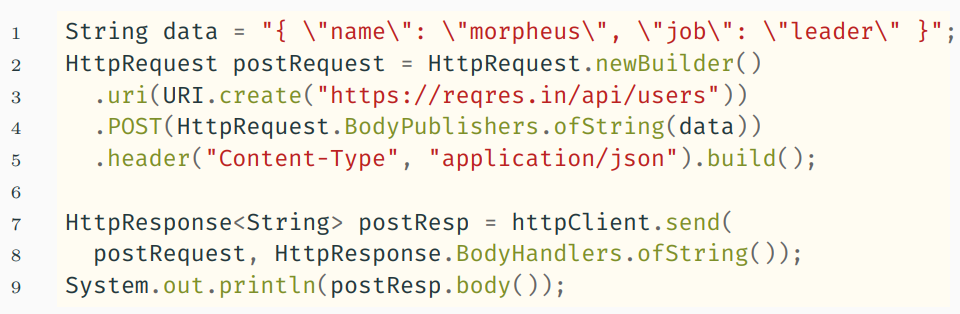 1 String data = "{ \"name\": \"morpheus\", \"job\": \"leader\" }";
2 HttpRequest postRequest = HttpRequest.newBuilder()
3   .uri(URI.create("https://reqres.in/api/users"))
4   .POST(HttpRequest.BodyPublishers.ofString(data))
5   .header("Content-Type", "application/json").build();
6
7 HttpResponse<String> postResp = httpClient.send(
8   postRequest, HttpResponse.BodyHandlers.ofString());
9 System.out.println(postResp.body());